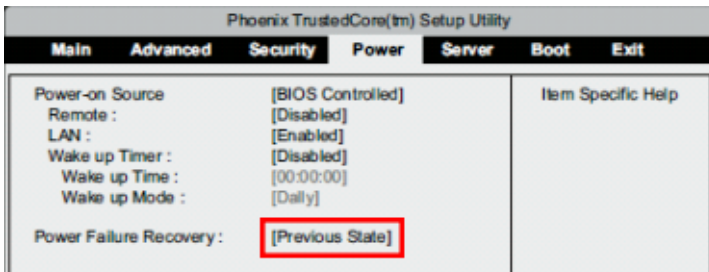 Phoenix TrustedCore(tm) Setup Utility
Main Advanced Security Power Server Boot Exit
Power-on Source [BIOS Controlled] Item Specific Help
Remote : [Disabled]
LAN : [Enabled]
Wake up Timer : [Disabled]
Wake up Time : [00:00:00]
Wake up Mode : [Daily]
Power Failure Recovery : [Previous State]